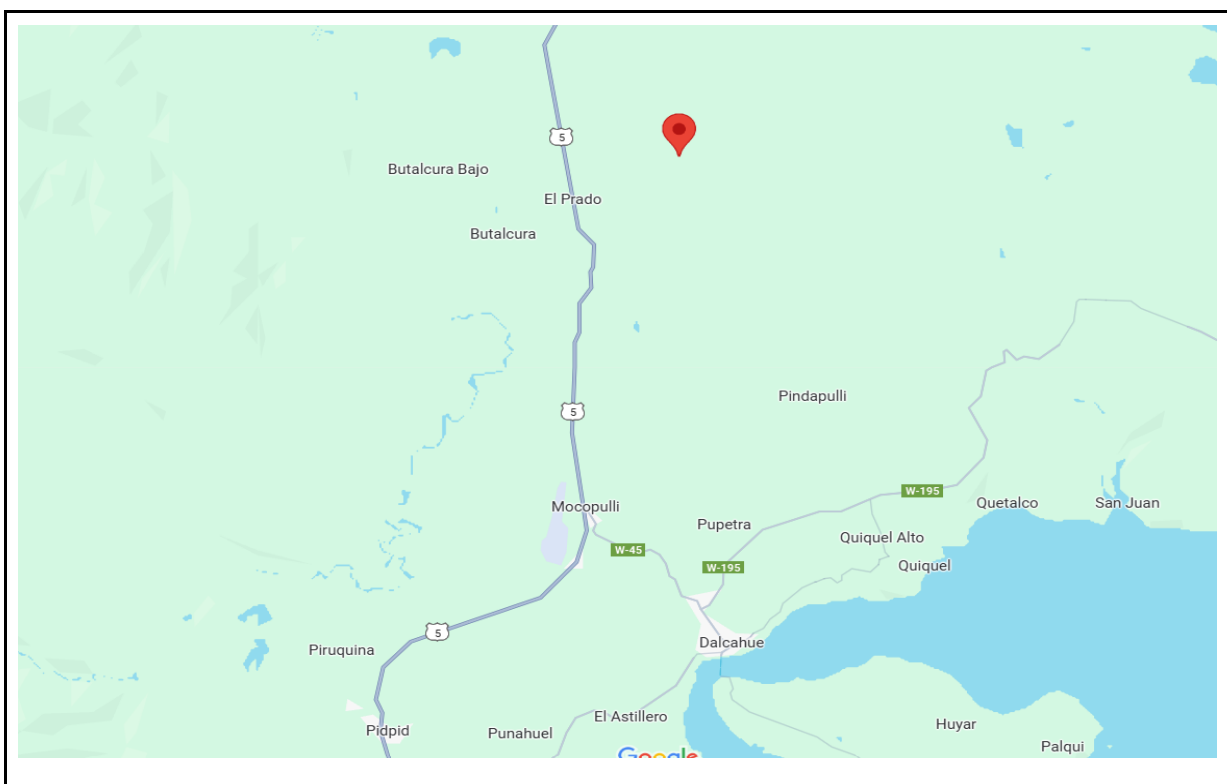 5
Butalcura Bajo
El Prado
Butalcura
Pindapulli
5
W-195
Mocopulli
Quetalco
San Juan
Pupetra
Quiquel Alto
W-45
W-195
Quiquel
5
Dalcahue
Piruquina
El Astillero
Huyar
Pidpid
Punahuel
Palqui
Google